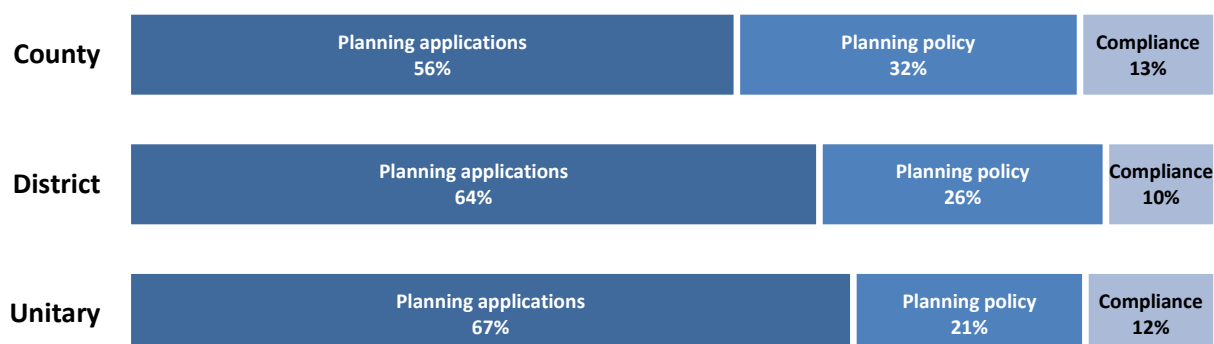 County
Planning applications
56%
Planning policy
32%
Compliance
13%
District
Planning applications
64%
Planning policy
26%
Compliance
10%
Unitary
Planning applications
67%
Planning policy
21%
Compliance
12%